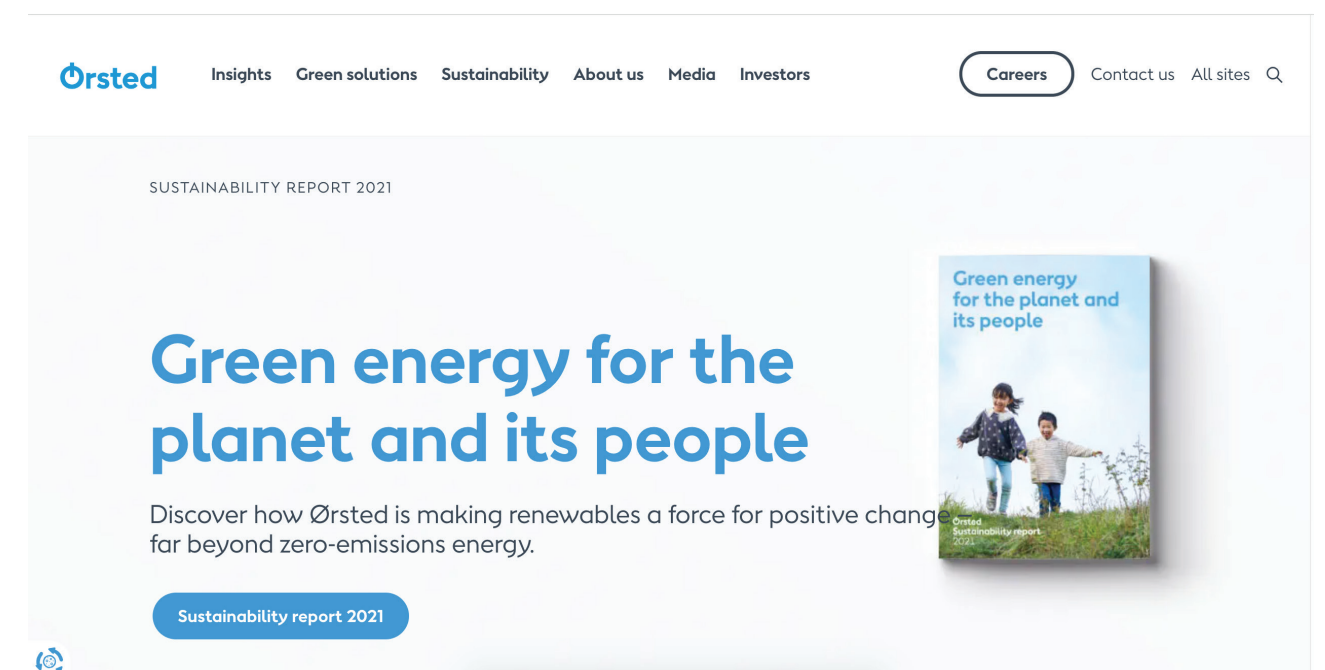 Ørsted
Insights Green solutions Sustainability About us Media Investors
Careers Contact us All sites
SUSTAINABILITY REPORT 2021
Green energy for the
planet and its people
Discover how Ørsted is making renewables a force for positive change –
far beyond zero-emissions energy.
Sustainability report 2021
Green energy
for the planet and
its people
Ørsted
Sustainability report
2021